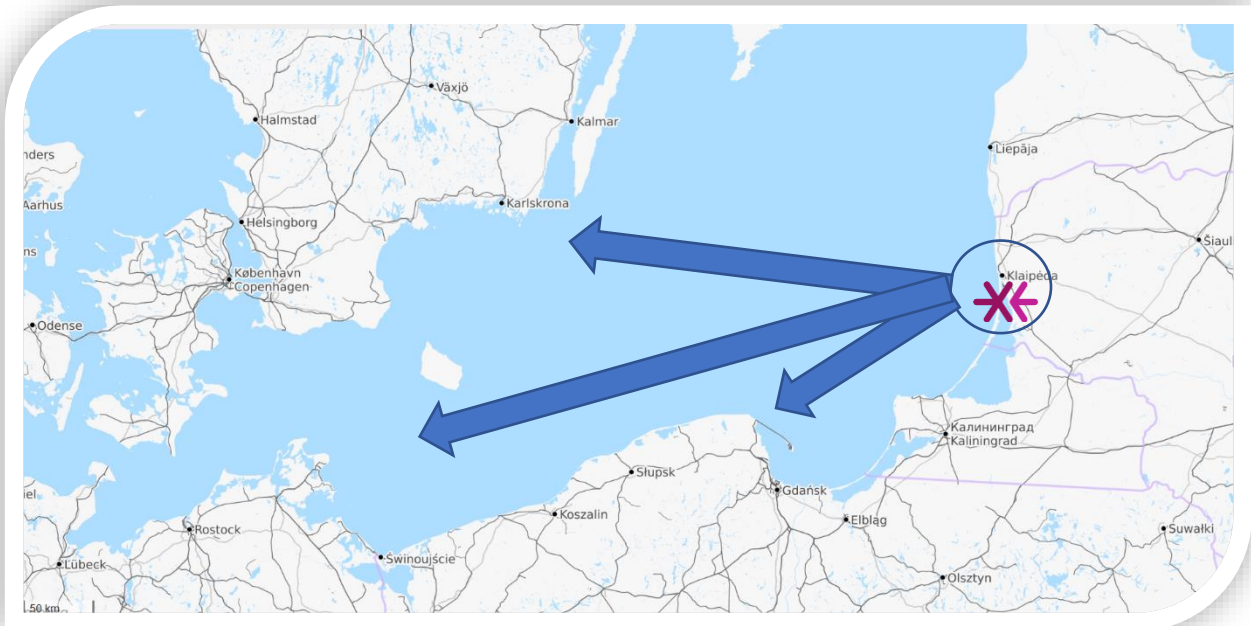 Växjö
Halmstad
Kalmar
Liepāja
nders
Aarhus
Karlskrona
Helsingborg
Šiaul
ns
København
Copenhagen
Klaipėda
Odense
Калининград
Kaliningrad
Słupsk
Gdańsk
iel
Koszalin
Elbląg
Rostock
Suwałki
Świnoujście
Lübeck
Olsztyn
50 km